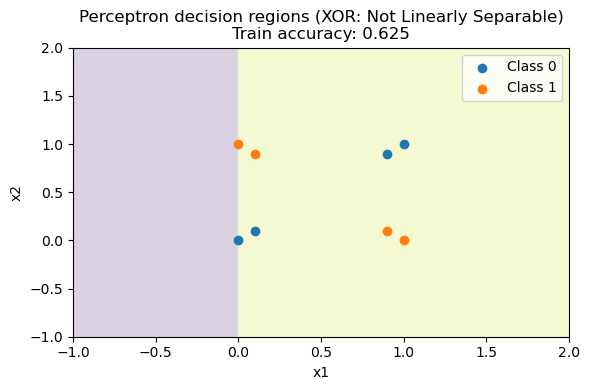 Perceptron decision regions (XOR: Not Linearly Separable)
Train accuracy: 0.625
Class 0
Class 1
2.0
1.5
1.0
0.5
0.0
−0.5
−1.0
x2
−1.0 −0.5 0.0 0.5 1.0 1.5 2.0
x1